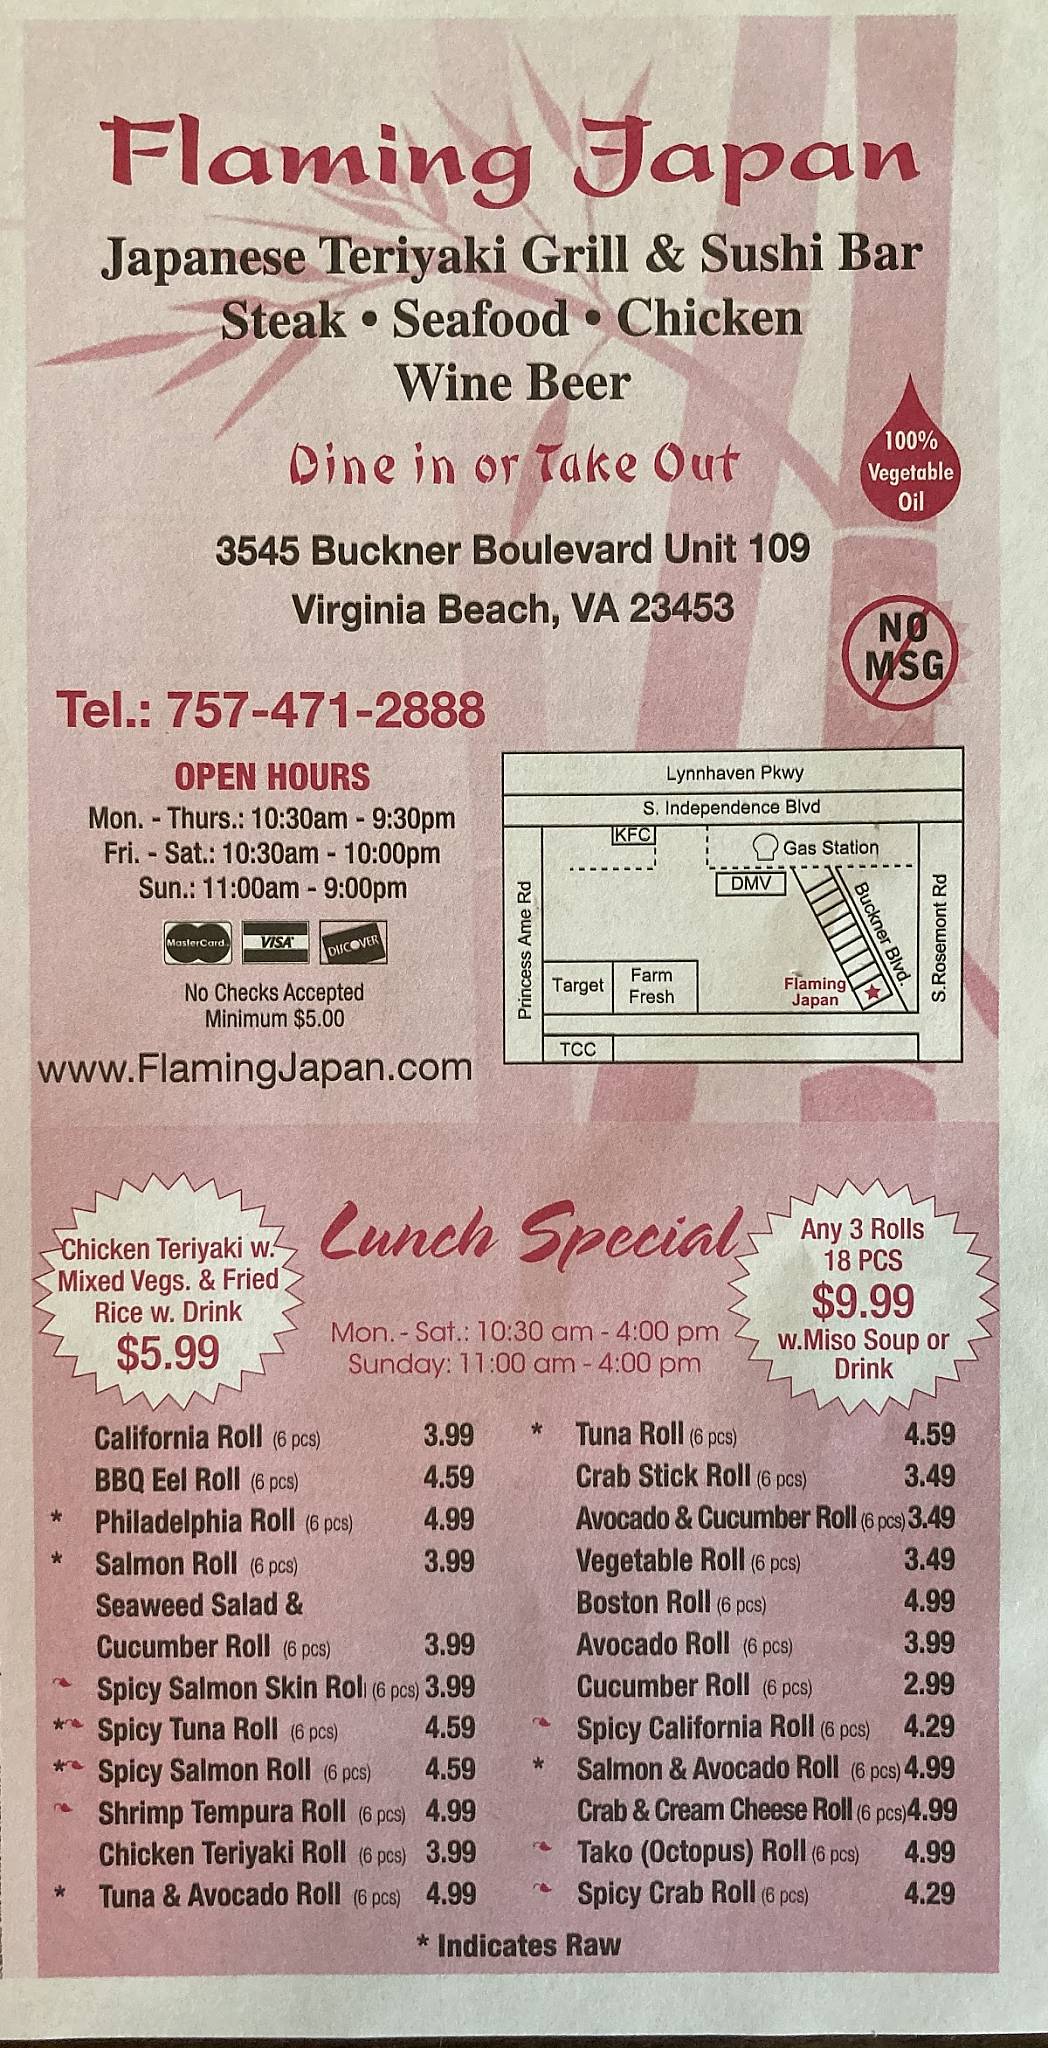 Flaming Japan
Japanese Teriyaki Grill & Sushi Bar
Steak • Seafood • Chicken
Wine Beer
Dine in or Take Out
100%
Vegetable
Oil
3545 Buckner Boulevard Unit 109
Virginia Beach, VA 23453
NO
MSG
Tel.: 757-471-2888
OPEN HOURS
Mon. - Thurs.: 10:30am - 9:30pm
Fri. - Sat.: 10:30am - 10:00pm
Sun.: 11:00am - 9:00pm
MasterCard. VISA DISCOVER
No Checks Accepted
Minimum $5.00
www.FlamingJapan.com
Lynnhaven Pkwy
S. Independence Blvd
KFC
Gas Station
DMV
Buckner Blvd.
Princess Ame Rd
S.Rosemont Rd
Target
Farm
Fresh
Flaming
Japan
TCC
Chicken Teriyaki w.
Mixed Vegs. & Fried
Rice w. Drink
$5.99
Lunch Special
Mon. - Sat.: 10:30 am - 4:00 pm
Sunday: 11:00 am - 4:00 pm
Any 3 Rolls
18 PCS
$9.99
w.Miso Soup or
Drink
California Roll (6 pcs) 3.99
BBQ Eel Roll (6 pcs) 4.59
* Philadelphia Roll (6 pcs) 4.99
* Salmon Roll (6 pcs) 3.99
Seaweed Salad &
Cucumber Roll (6 pcs) 3.99
Spicy Salmon Skin Roll (6 pcs) 3.99
* Spicy Tuna Roll (6 pcs) 4.59
* Spicy Salmon Roll (6 pcs) 4.59
Shrimp Tempura Roll (6 pcs) 4.99
Chicken Teriyaki Roll (6 pcs) 3.99
* Tuna & Avocado Roll (6 pcs) 4.99
* Tuna Roll (6 pcs) 4.59
Crab Stick Roll (6 pcs) 3.49
Avocado & Cucumber Roll (6 pcs) 3.49
Vegetable Roll (6 pcs) 3.49
Boston Roll (6 pcs) 4.99
Avocado Roll (6 pcs) 3.99
Cucumber Roll (6 pcs) 2.99
Spicy California Roll (6 pcs) 4.29
* Salmon & Avocado Roll (6 pcs) 4.99
Crab & Cream Cheese Roll (6 pcs) 4.99
Tako (Octopus) Roll (6 pcs) 4.99
Spicy Crab Roll (6 pcs) 4.29
* Indicates Raw